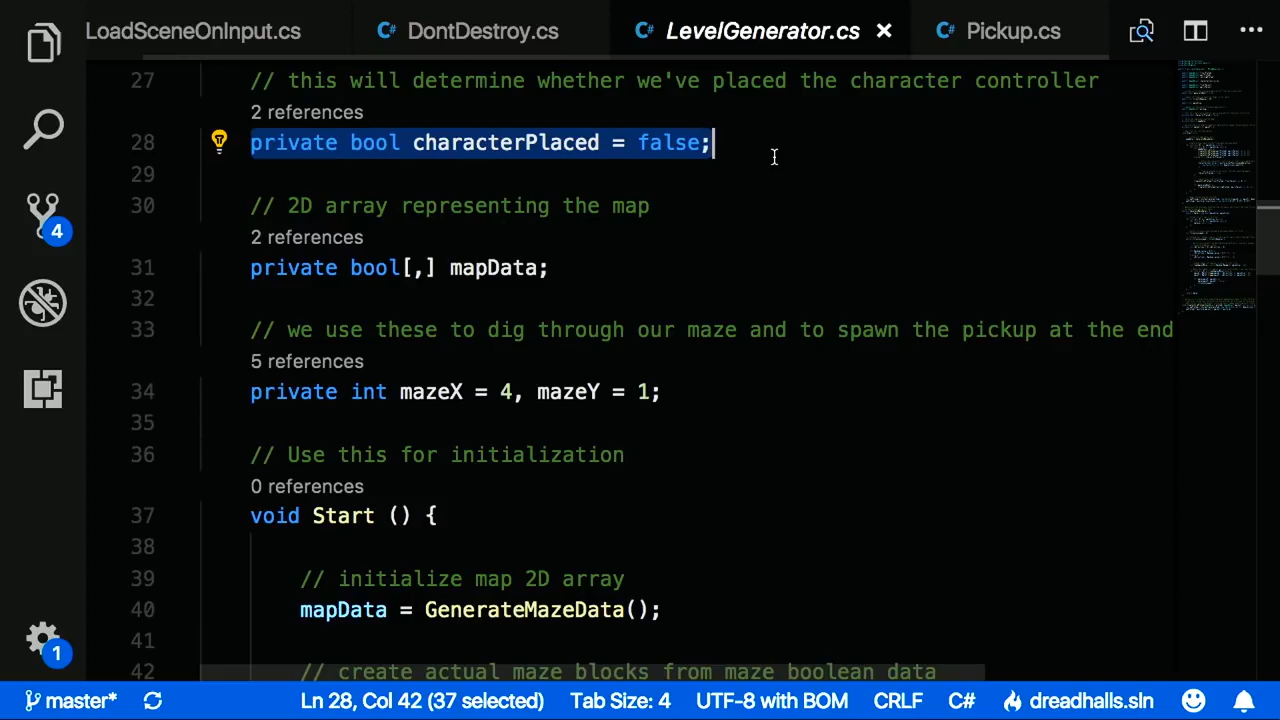 LoadSceneOnInput.cs DontDestroy.cs LevelGenerator.cs Pickup.cs
27 // this will determine whether we've placed the character controller
2 references
28 private bool characterPlaced = false;
29
30 // 2D array representing the map
2 references
31 private bool[,] mapData;
32
33 // we use these to dig through our maze and to spawn the pickup at the end
5 references
34 private int mazeX = 4, mazeY = 1;
35
36 // Use this for initialization
0 references
37 void Start () {
38
39 // initialize map 2D array
40 mapData = GenerateMazeData();
41
42 // create actual maze blocks from maze boolean data
4
1
master* Ln 28, Col 42 (37 selected) Tab Size: 4 UTF-8 with BOM CRLF C# dreadhalls.sln